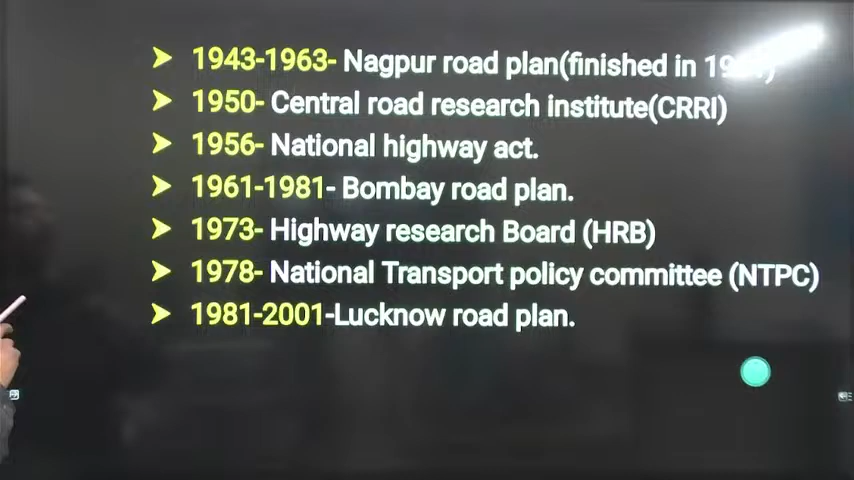 ➤ 1943-1963- Nagpur road plan(finished in
➤ 1950- Central road research institute(CRRI)
➤ 1956- National highway act.
➤ 1961-1981- Bombay road plan.
➤ 1973- Highway research Board (HRB)
➤ 1978- National Transport policy committee (NTPC)
➤ 1981-2001-Lucknow road plan.